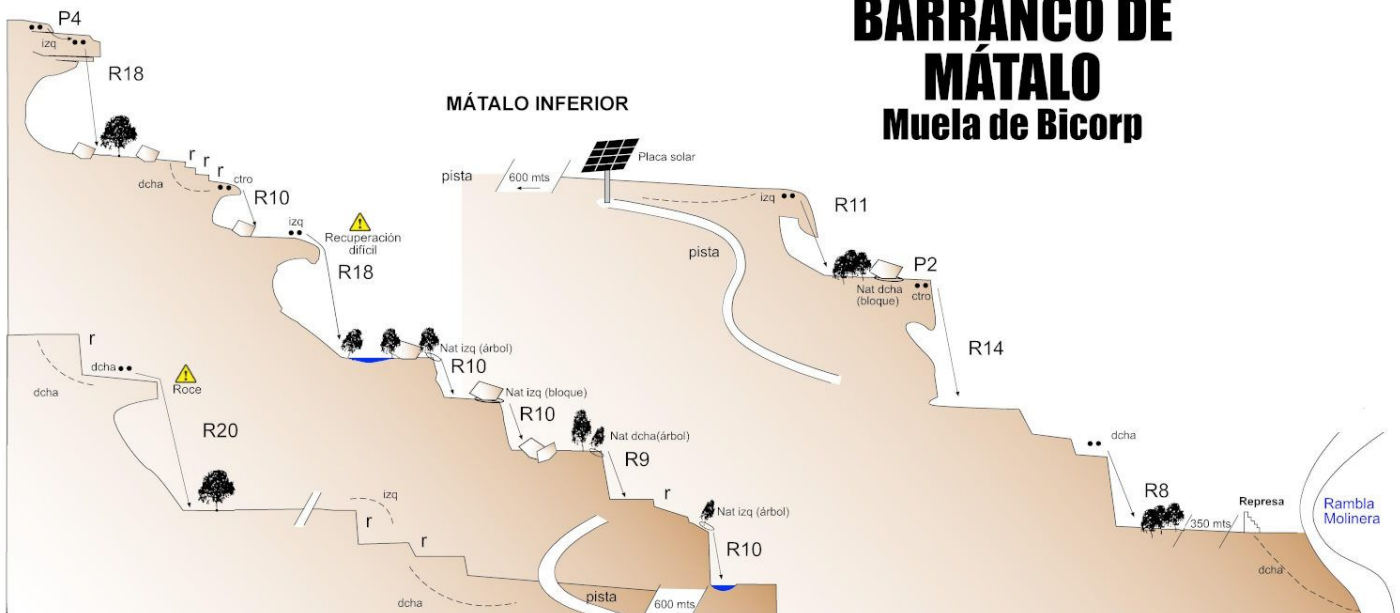 BARRANCO DE
MÁTALO
Muela de Bicorp
P4
izq
R18
r
r
r
dcha
ctro
R10
izq
Recuperación
difícil
R18
Nat izq (árbol)
R10
Nat izq (bloque)
R10
Nat dcha(árbol)
R9
r
Nat izq (árbol)
R10
r
dcha
dcha
Roce
R20
izq
r
r
dcha
pista
600 mts
MÁTALO INFERIOR
pista
600 mts
Placa solar
pista
izq
R11
P2
Nat dcha
(bloque)
ctro
R14
dcha
R8
350 mts
Represa
dcha
Rambla
Molinera